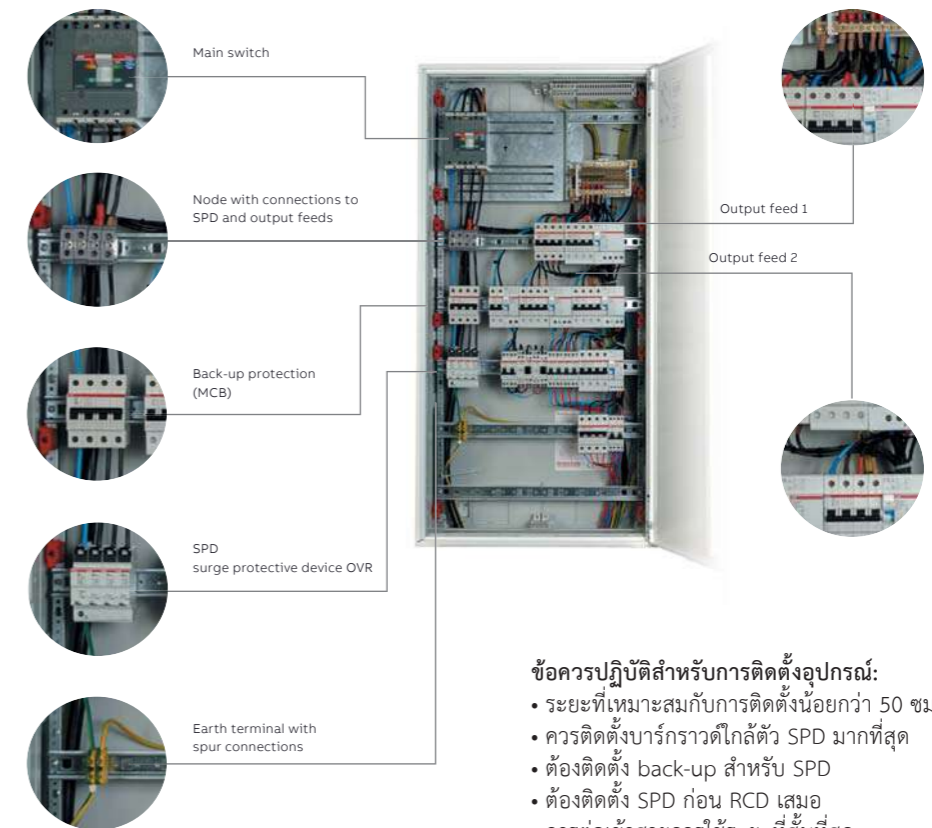 Main switch
Node with connections to
SPD and output feeds
Output feed 1
Output feed 2
Back-up protection
(MCB)
SPD
surge protective device OVR
Earth terminal with
spur connections
ข้อควรปฏิบัติสำหรับการติดตั้งอุปกรณ์:
• ระยะที่เหมาะสมกับการติดตั้งน้อยกว่า 50 ซม
• ควรติดตั้งบาร์กราวด์ใกล้ตัว SPD มากที่สุด
• ต้องติดตั้ง back-up สำหรับ SPD
• ต้องติดตั้ง SPD ก่อน RCD เสมอ